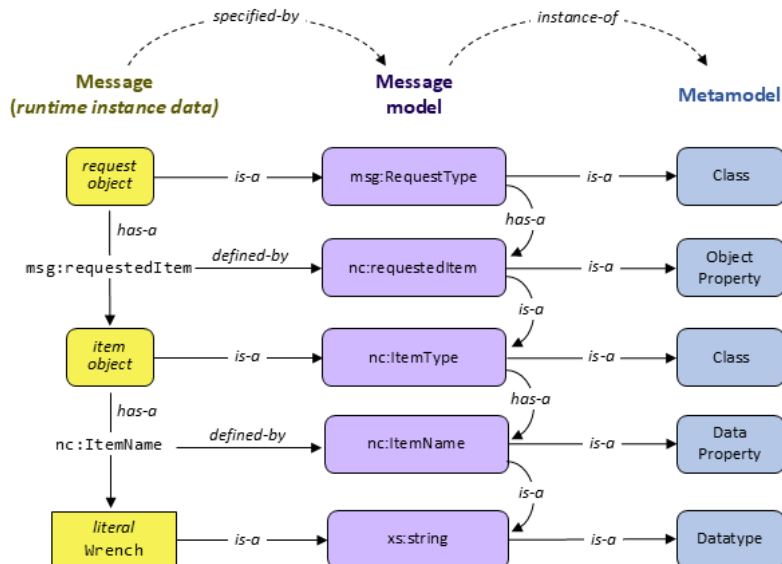 specified-by
instance-of
Message
(runtime instance data)
Message
model
Metamodel
request
object
is-a
msg:RequestType
is-a
Class
has-a
has-a
msg:requestedItem
defined-by
nc:requestedItem
is-a
Object
Property
is-a
item
object
is-a
nc:ItemType
is-a
Class
has-a
has-a
nc:ItemName
defined-by
nc:ItemName
is-a
Data
Property
is-a
literal
Wrench
is-a
xs:string
is-a
Datatype